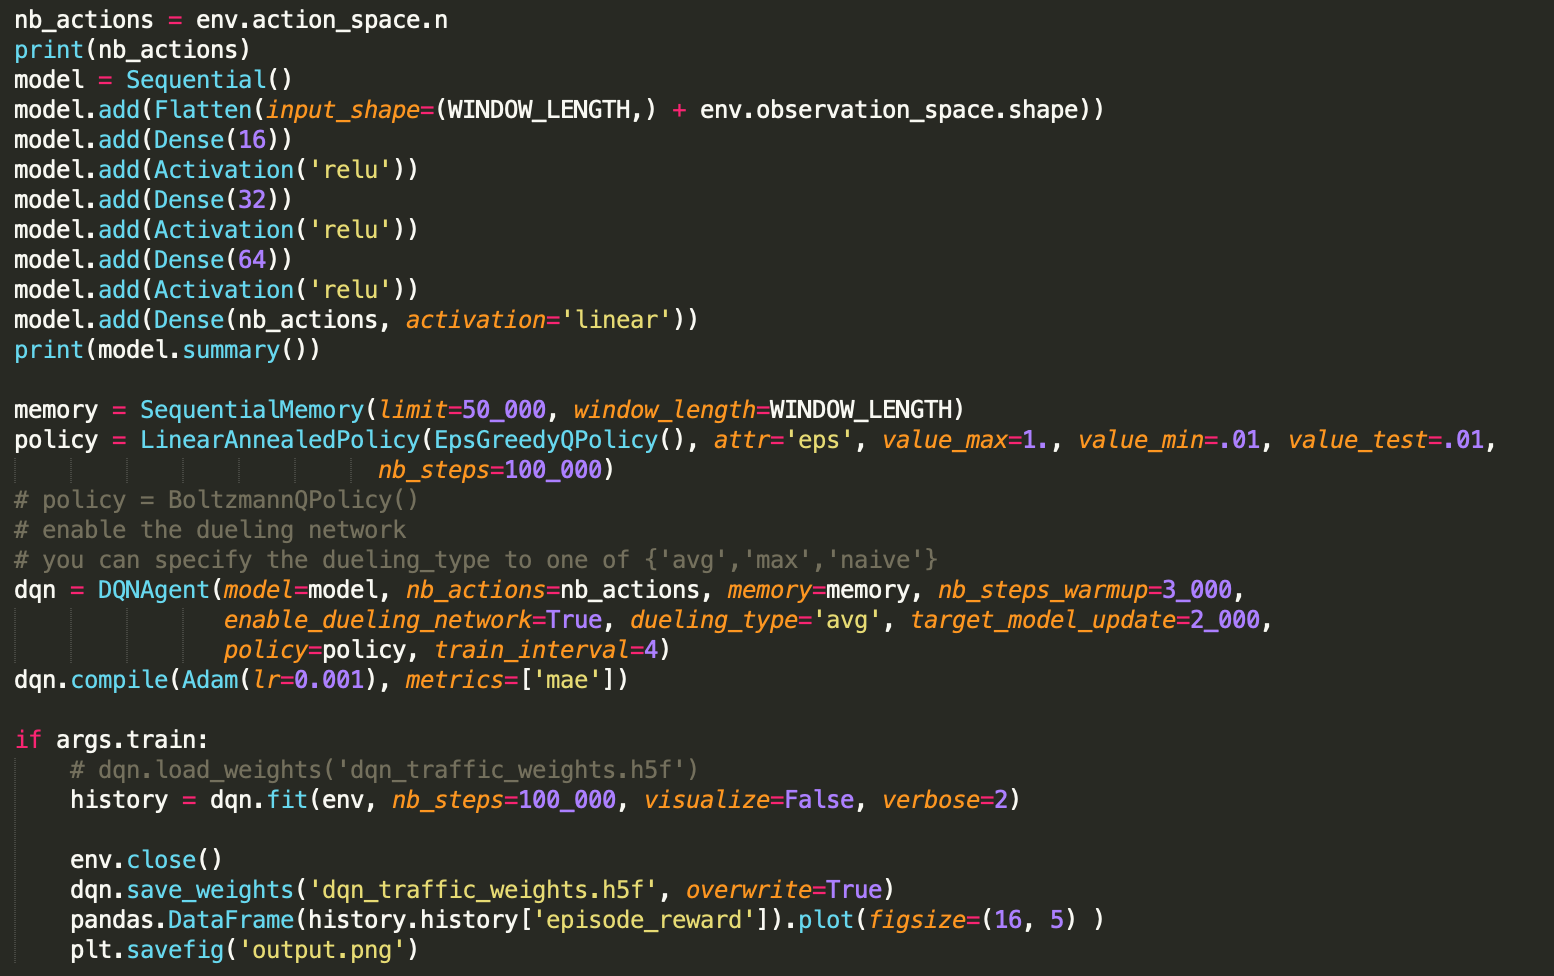 nb_actions = env.action_space.n
print(nb_actions)
model = Sequential()
model.add(Flatten(input_shape=(WINDOW_LENGTH,) + env.observation_space.shape))
model.add(Dense(16))
model.add(Activation('relu'))
model.add(Dense(32))
model.add(Activation('relu'))
model.add(Dense(64))
model.add(Activation('relu'))
model.add(Dense(nb_actions, activation='linear'))
print(model.summary())

memory = SequentialMemory(limit=50_000, window_length=WINDOW_LENGTH)
policy = LinearAnnealedPolicy(EpsGreedyQPolicy(), attr='eps', value_max=1., value_min=.01, value_test=.01,
                          nb_steps=100_000)
# policy = BoltzmannQPolicy()
# enable the dueling network
# you can specify the dueling_type to one of {'avg','max','naive'}
dqn = DQNAgent(model=model, nb_actions=nb_actions, memory=memory, nb_steps_warmup=3_000,
               enable_dueling_network=True, dueling_type='avg', target_model_update=2_000,
               policy=policy, train_interval=4)
dqn.compile(Adam(lr=0.001), metrics=['mae'])

if args.train:
    # dqn.load_weights('dqn_traffic_weights.h5f')
    history = dqn.fit(env, nb_steps=100_000, visualize=False, verbose=2)

    env.close()
    dqn.save_weights('dqn_traffic_weights.h5f', overwrite=True)
    pandas.DataFrame(history.history['episode_reward']).plot(figsize=(16, 5) )
    plt.savefig('output.png')